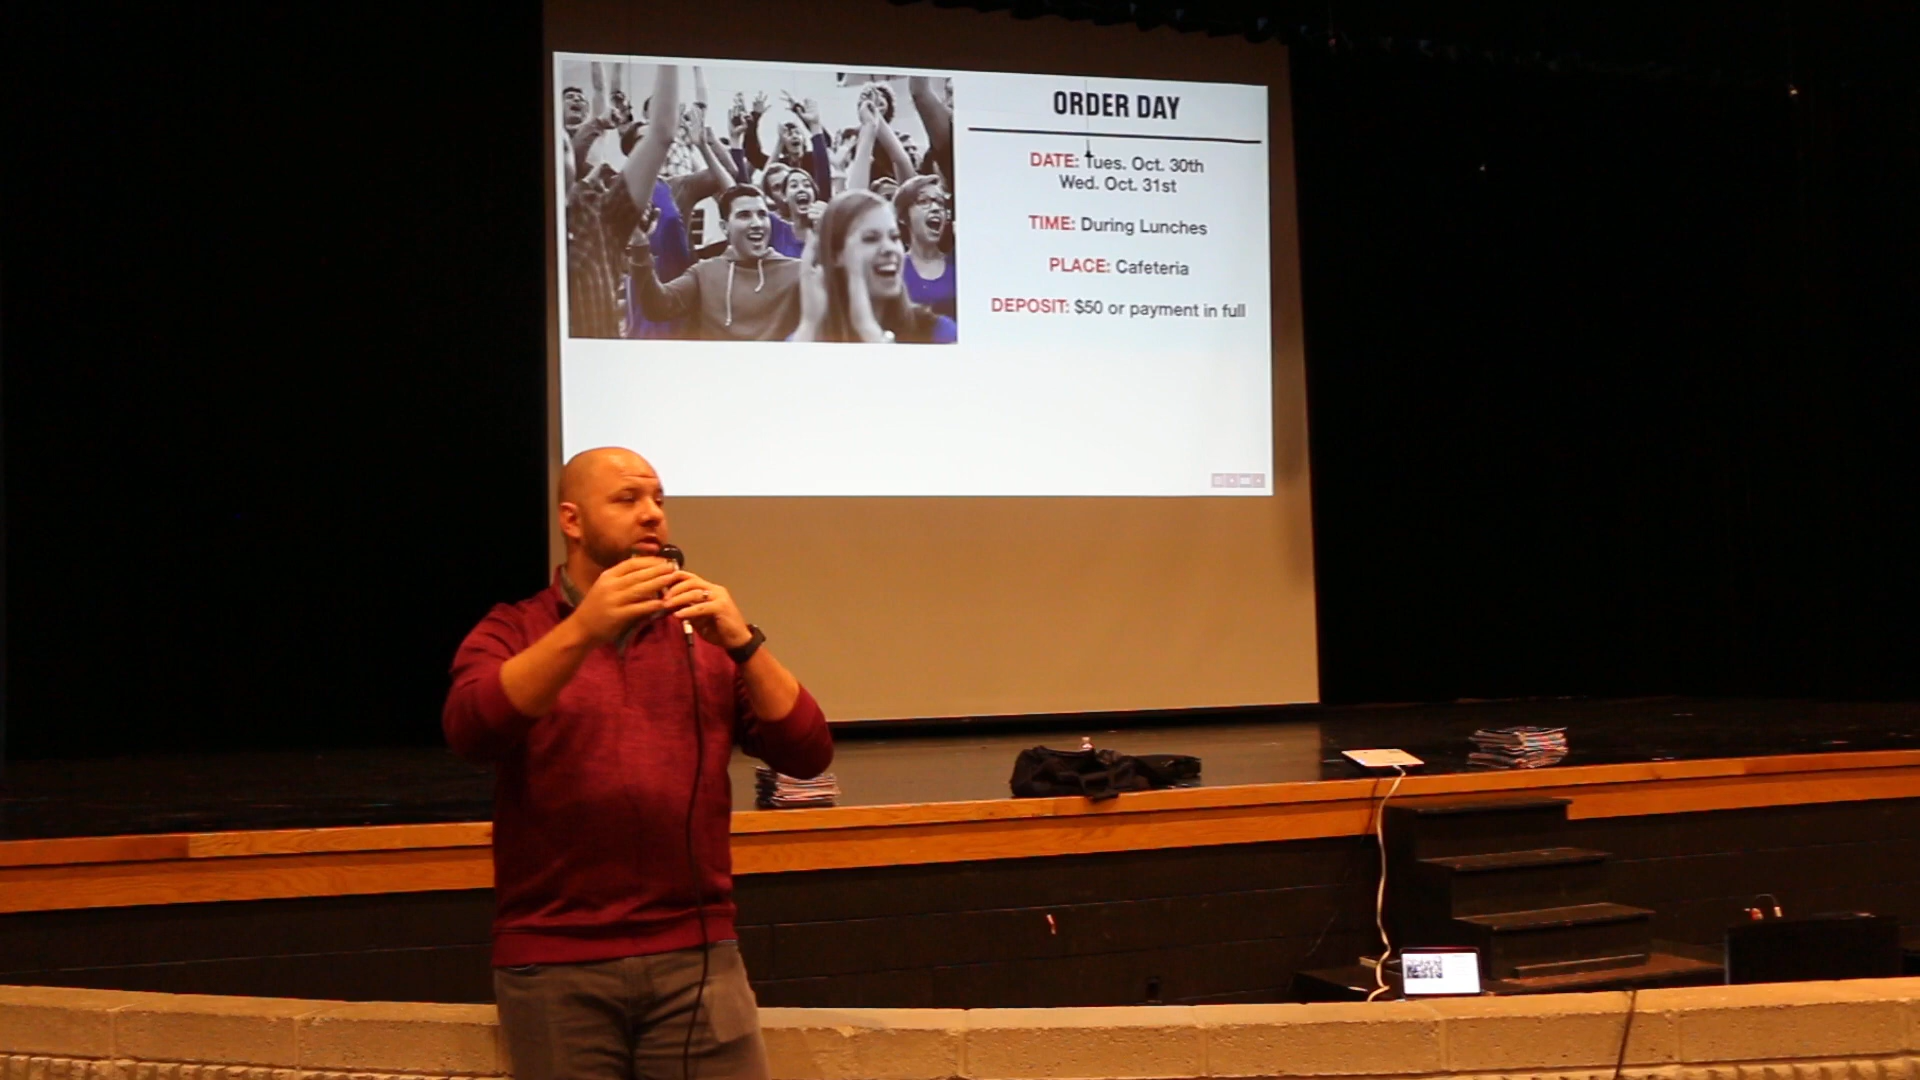 ORDER DAY
DATE: Tues. Oct. 30th
Wed. Oct. 31st
TIME: During Lunches
PLACE: Cafeteria
DEPOSIT: $50 or payment in full